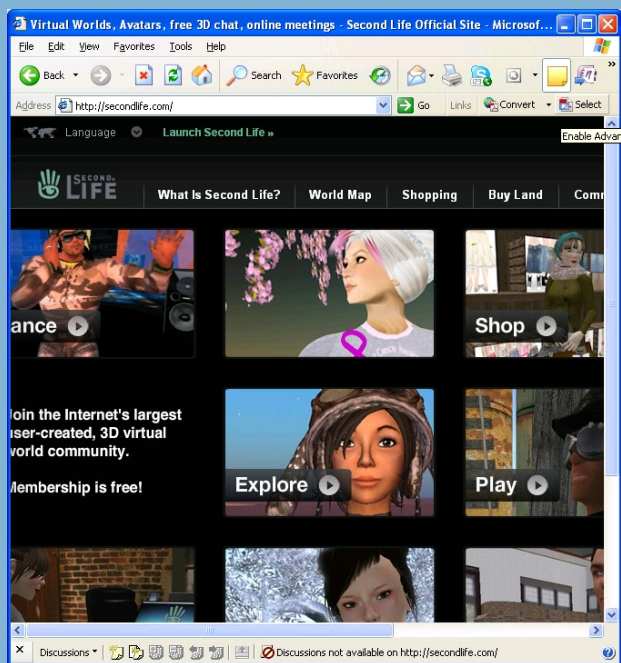 Virtual Worlds, Avatars, free 3D chat, online meetings - Second Life Official Site - Microsof...
File Edit View Favorites Tools Help
Back Search Favorites
Address http://secondlife.com/ Go Links Convert Select
Language Launch Second Life »
Enable Advan
SECOND LIFE What Is Second Life? World Map Shopping Buy Land Comm
ance Shop
Join the Internet's largest
user-created, 3D virtual
world community.
Membership is free!
Explore Play
Discussions Discussions not available on http://secondlife.com/